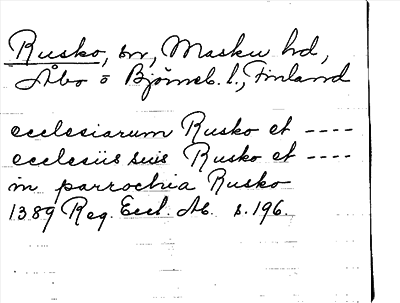 Rusko, sn, Masku hd,
Åbo o Björneb. l., Finland
ecclesiarum Rusko et ----
ecclesiis suis Rusko et ----
in parrochia Rusko
1389 Reg. Eccl. Ab. s. 196.